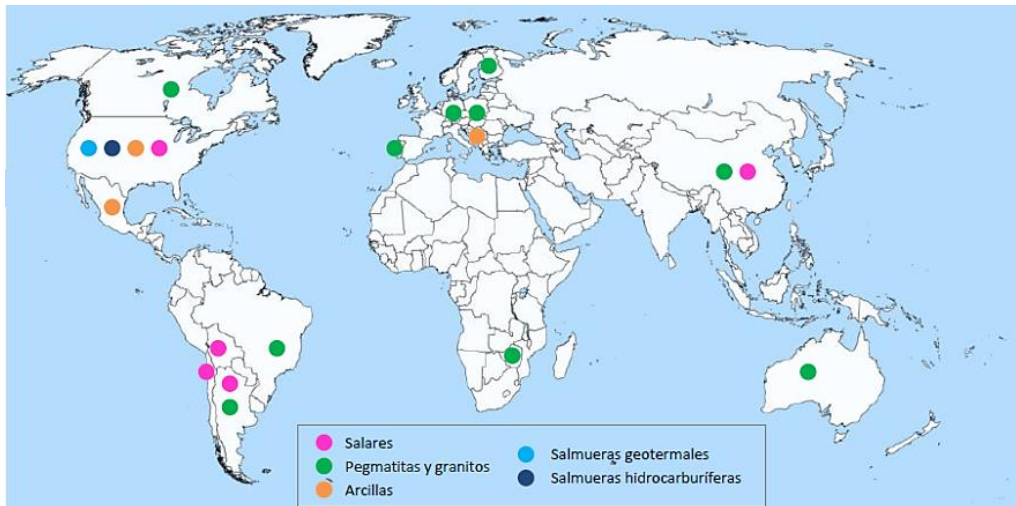 Salares
Pegmatitas y granitos
Arcillas
Salmueras geotermales
Salmueras hidrocarburíferas